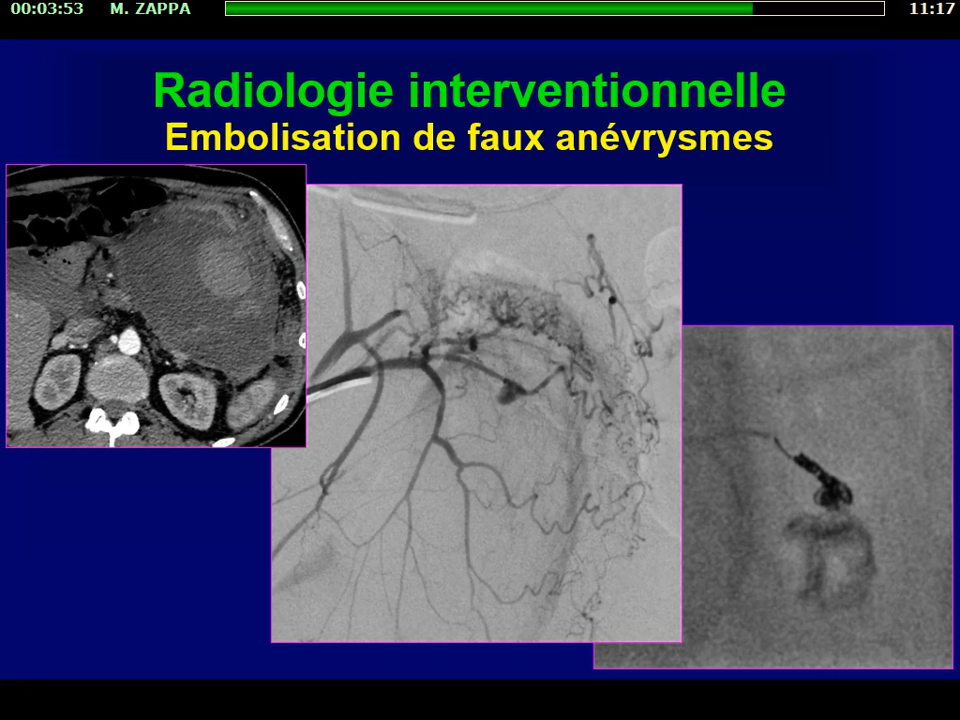 00:03:53 M. ZAPPA 11:17
Radiologie interventionnelle
Embolisation de faux anévrysmes